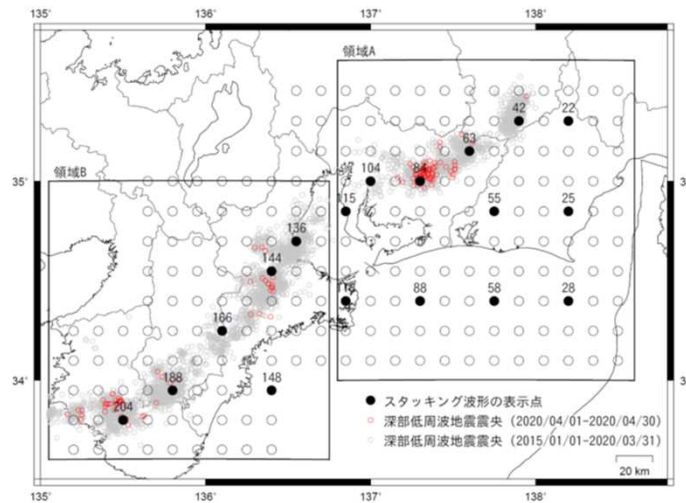 135° 136° 137° 138°
領域A
42 22
63
35° 領域B 104 84
115 55 25
136
144
116 88 58 28
166
34° 188 148
204
スタッキング波形の表示点
深部低周波地震震央（2020/04/01-2020/04/30）
深部低周波地震震央（2015/01/01-2020/03/31）
20 km
135° 136° 137° 138°